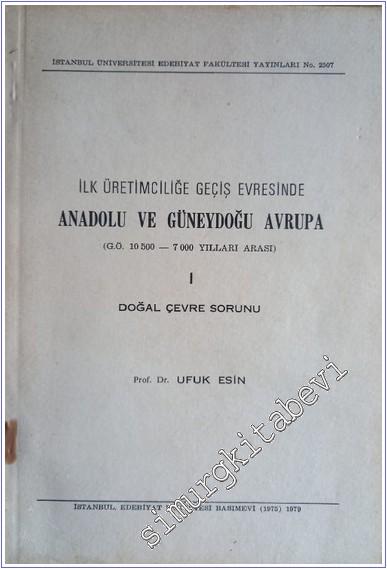 İSTANBUL ÜNİVERSİTESİ EDEBİYAT FAKÜLTESİ YAYINLARI No. 2507
İLK ÜRETİMCİLİĞE GEÇİŞ EVRESİNDE
ANADOLU VE GÜNEYDOĞU AVRUPA
(G.Ö. 10 500 — 7 000 YILLARI ARASI)
I
DOĞAL ÇEVRE SORUNU
Prof. Dr. UFUK ESİN
simurgkitabevi
İSTANBUL, EDEBİYAT BASIMEVİ (1975) 1979